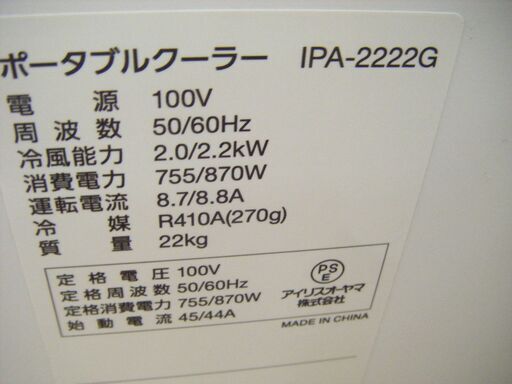 ポータブルクーラー IPA-2222G
電源 100V
周波数 50/60Hz
冷風能力 2.0/2.2kW
消費電力 755/870W
運転電流 8.7/8.8A
冷媒 R410A(270g)
質量 22kg
定格電圧 100V
定格周波数 50/60Hz
定格消費電力 755/870W
始動電流 45/44A
PSE
アイリスオーヤマ
株式会社
MADE IN CHINA